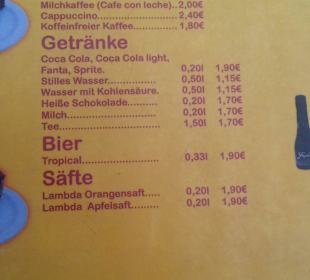 Milchkaffee (Cafe con leche).. 2,00€
Cappuccino................. 2,40€
Koffeinfreier Kaffee........ 1,80€
Getränke
Coca Cola, Coca Cola light,
Fanta, Sprite. 0,20l 1,90€
Stilles Wasser.............. 0,50l 1,15€
Wasser mit Kohlensäure. 0,50l 1,15€
Heiße Schokolade.......... 0,20l 1,70€
Milch........................ 0,20l 1,70€
Tee.......................... 1,50l 1,70€
Bier
Tropical..................... 0,33l 1,90€
Säfte
Lambda Orangensaft..... 0,20l 1,90€
Lambda Apfelsaft......... 0,20l 1,90€